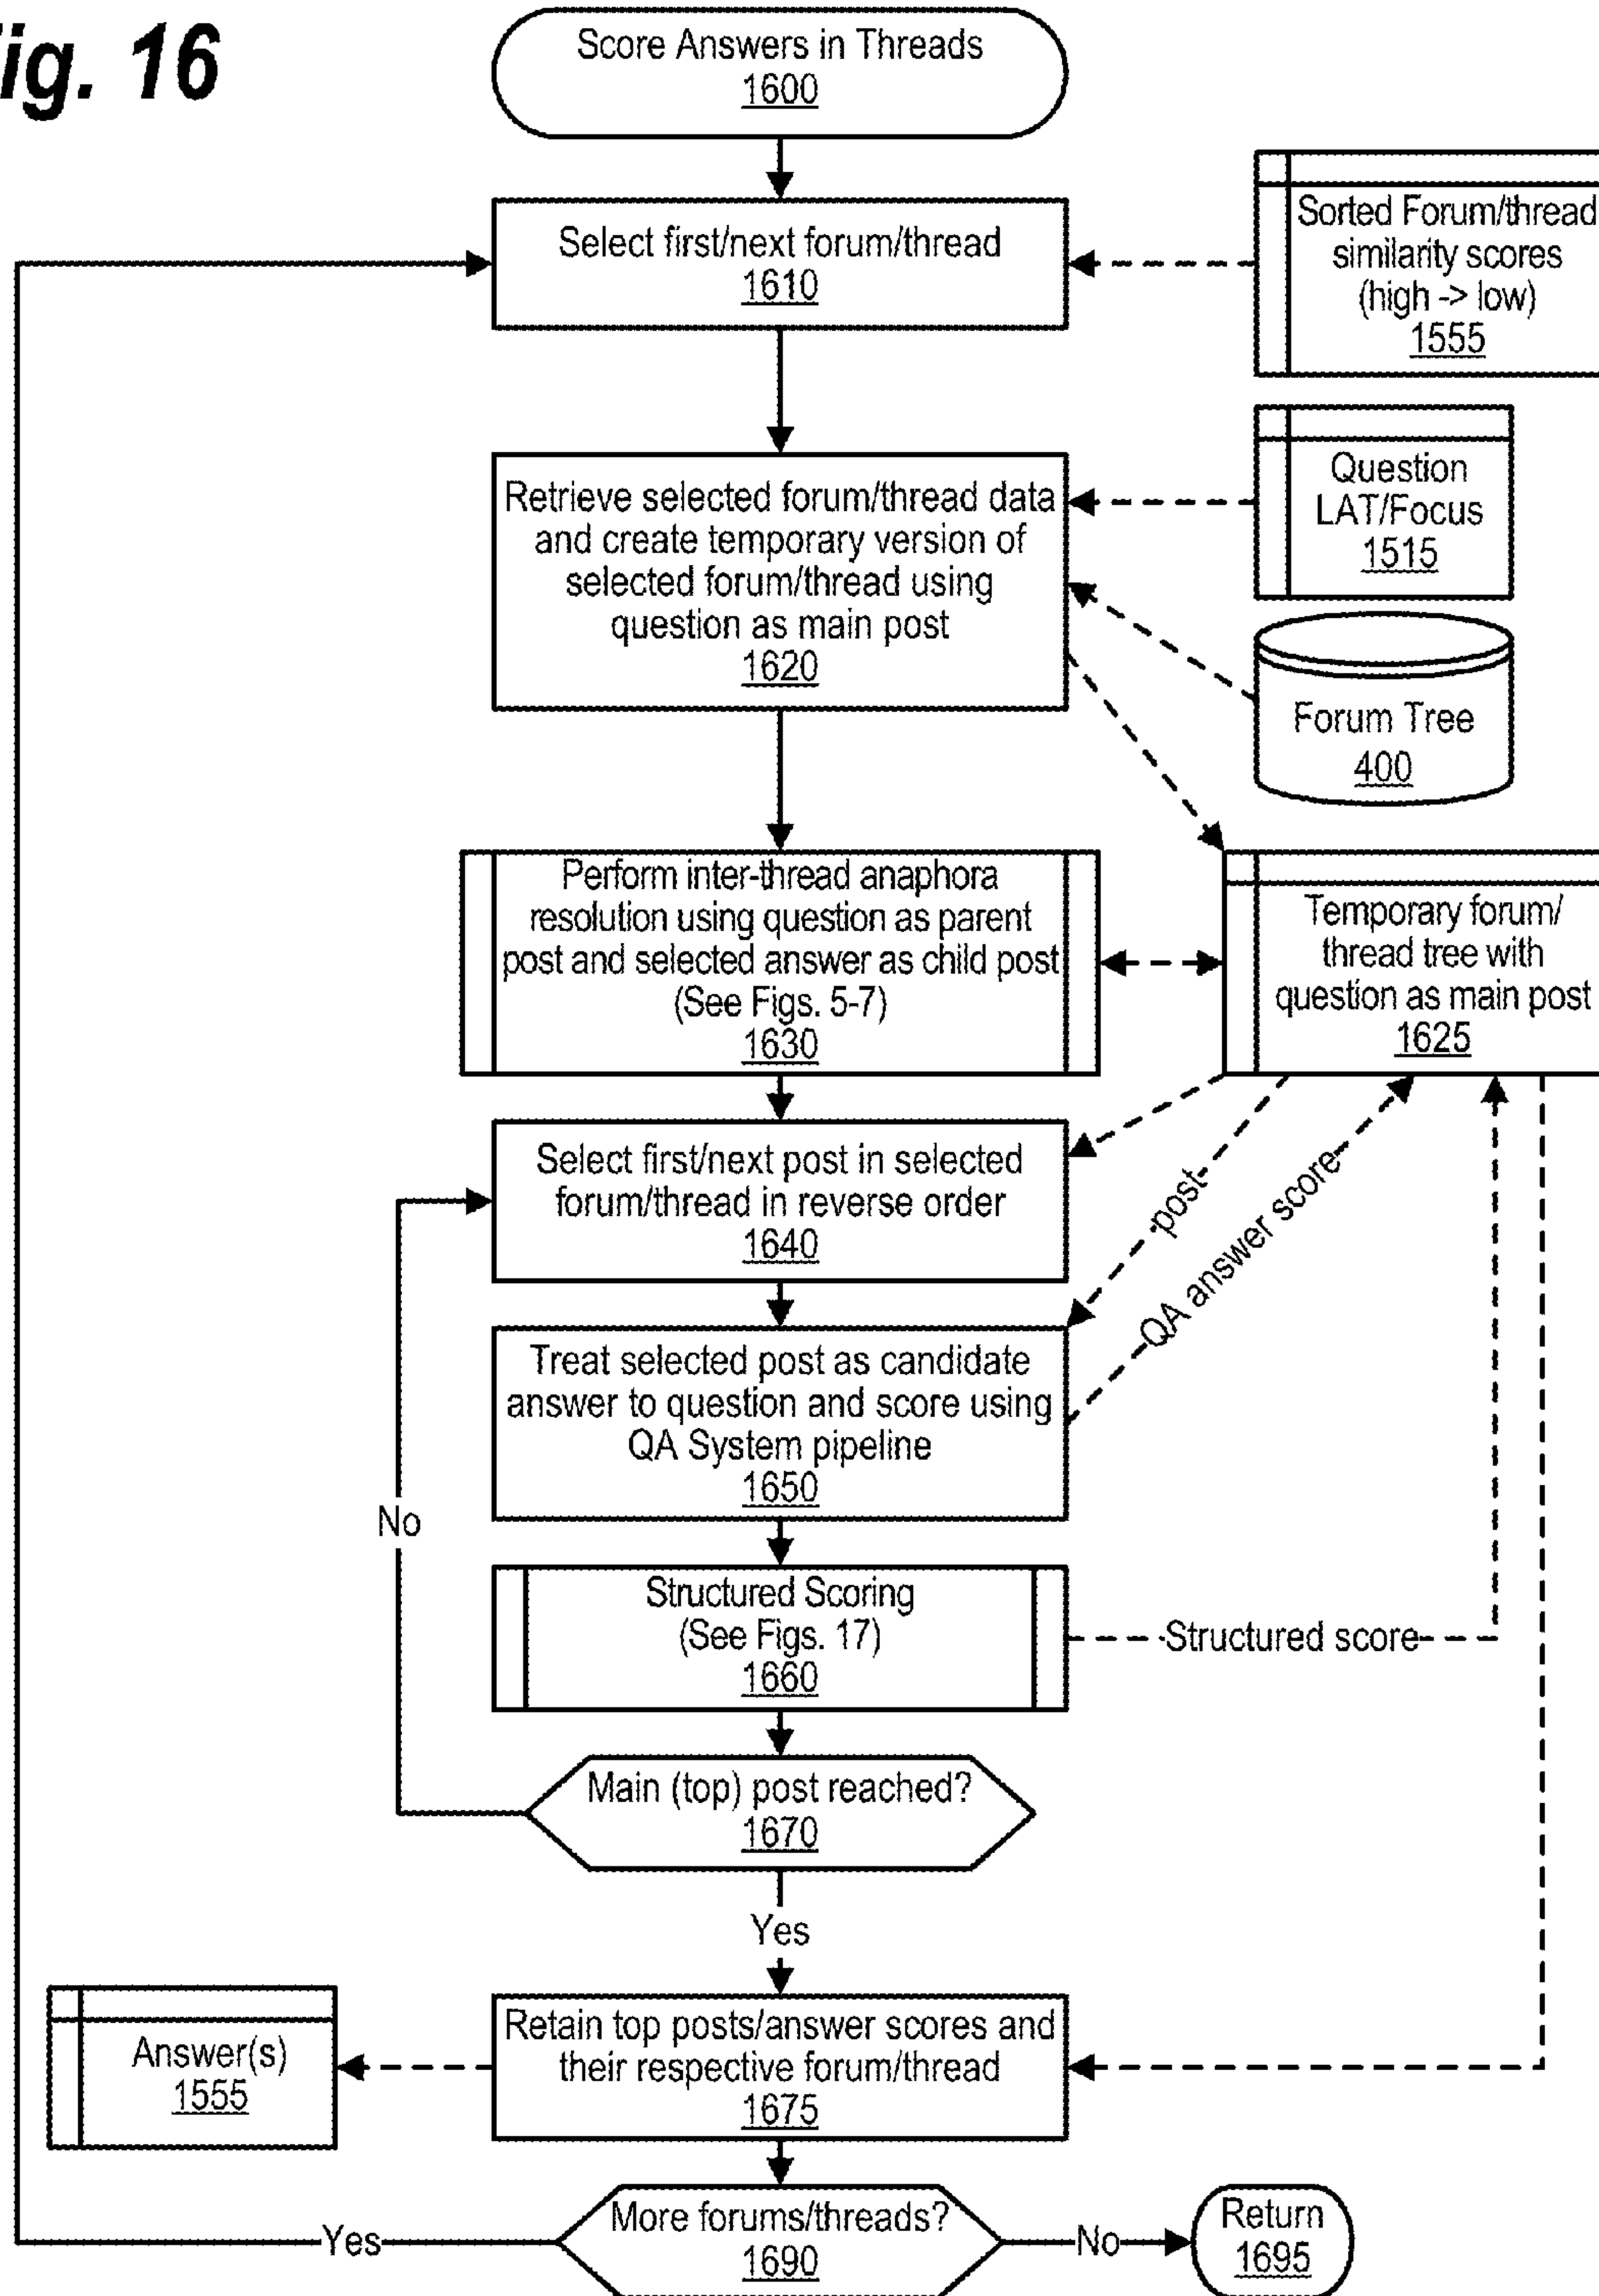 ig. 16
Score Answers in Threads
1600
Select first/next forum/thread
1610
Sorted Forum/thread
similarity scores
(high -> low)
1555
Retrieve selected forum/thread data
and create temporary version of
selected forum/thread using
question as main post
1620
Question
LAT/Focus
1515
Forum Tree
400
Perform inter-thread anaphora
resolution using question as parent
post and selected answer as child post
(See Figs. 5-7)
1630
Temporary forum/
thread tree with
question as main post
1625
Select first/next post in selected
forum/thread in reverse order
1640
post
QA answer score
Treat selected post as candidate
answer to question and score using
QA System pipeline
1650
No
Structured Scoring
(See Figs. 17)
1660
Structured score
Main (top) post reached?
1670
Yes
Retain top posts/answer scores and
their respective forum/thread
1675
Answer(s)
1555
More forums/threads?
1690
Yes
No
Return
1695